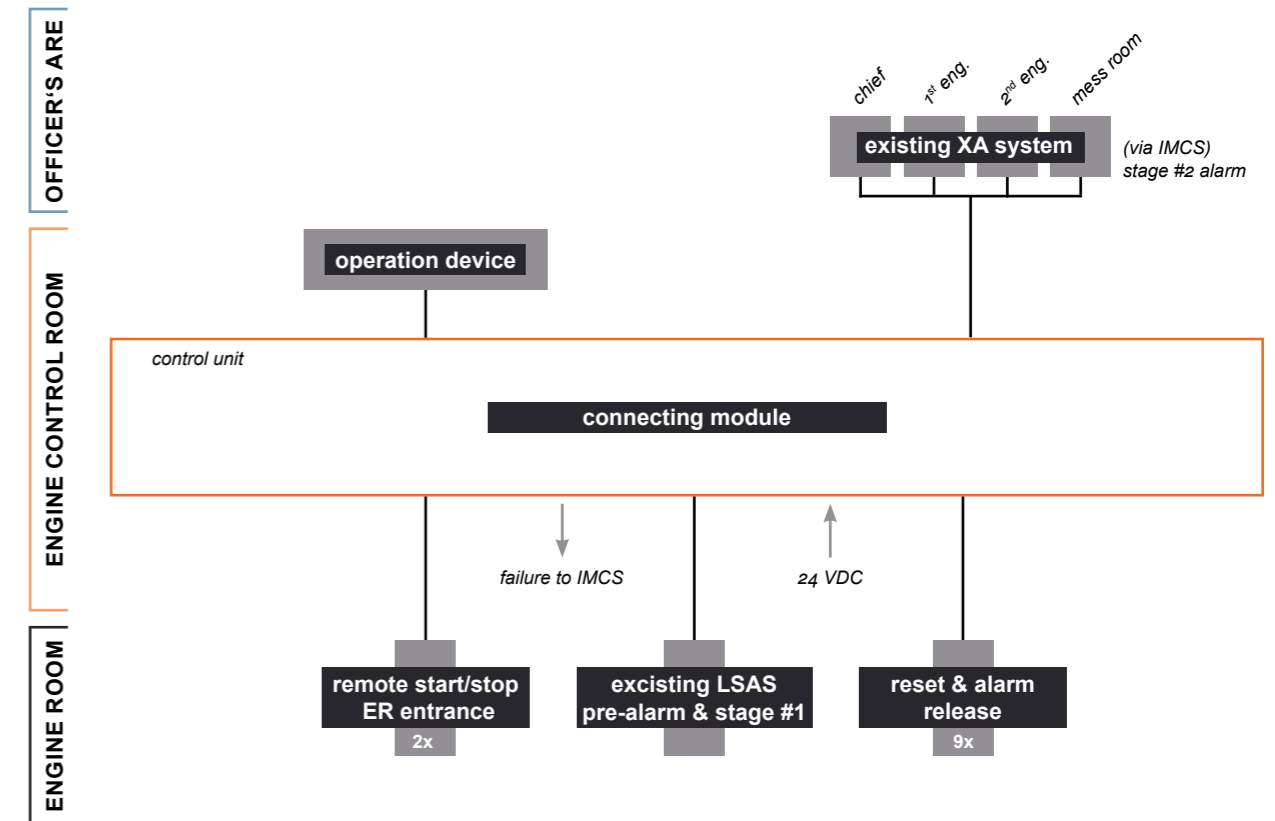 OFFICER'S ARE
chief
1st eng.
2nd eng.
mess room
existing XA system
(via IMCS)
stage #2 alarm
ENGINE CONTROL ROOM
operation device
control unit
connecting module
failure to IMCS
24 VDC
ENGINE ROOM
remote start/stop
ER entrance
2x
excisting LSAS
pre-alarm & stage #1
reset & alarm
release
9x